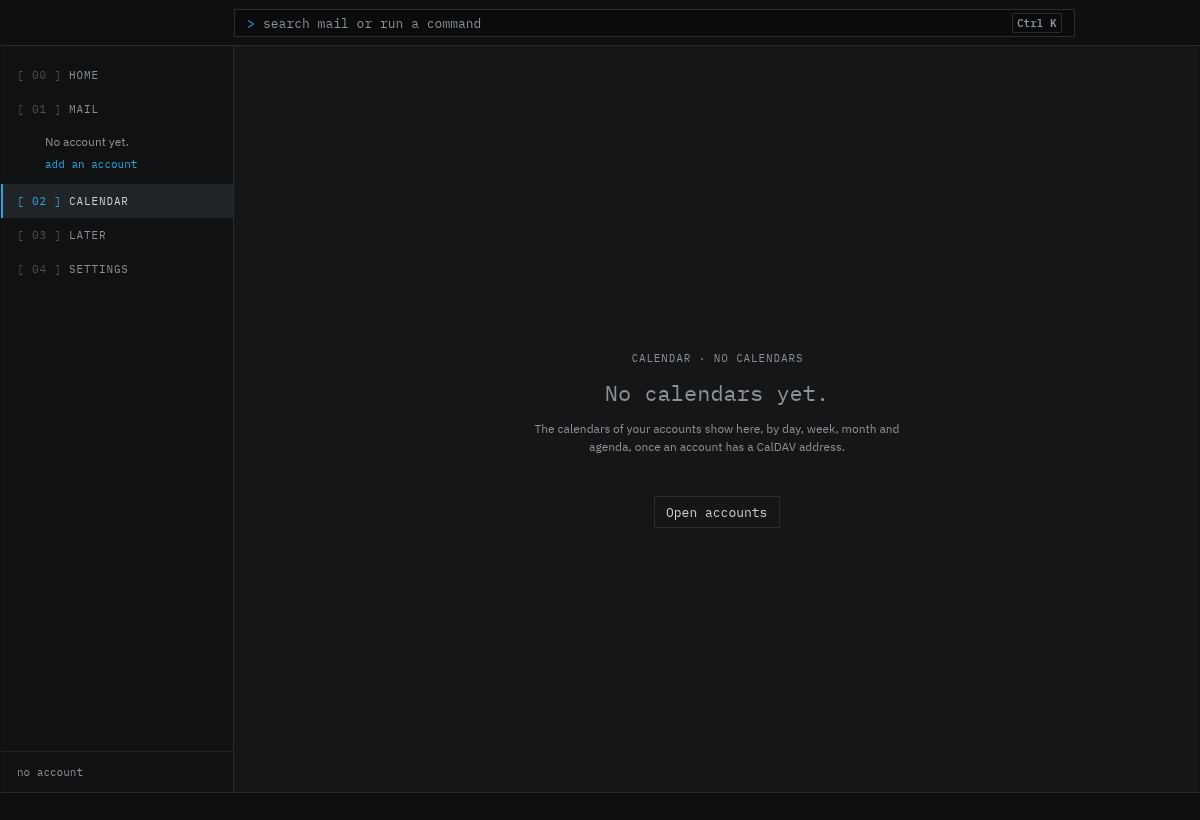 > search mail or run a command Ctrl K
[ 00 ] HOME
[ 01 ] MAIL
No account yet.
add an account
[ 02 ] CALENDAR
[ 03 ] LATER
[ 04 ] SETTINGS
CALENDAR · NO CALENDARS
No calendars yet.
The calendars of your accounts show here, by day, week, month and
agenda, once an account has a CalDAV address.
Open accounts
no account